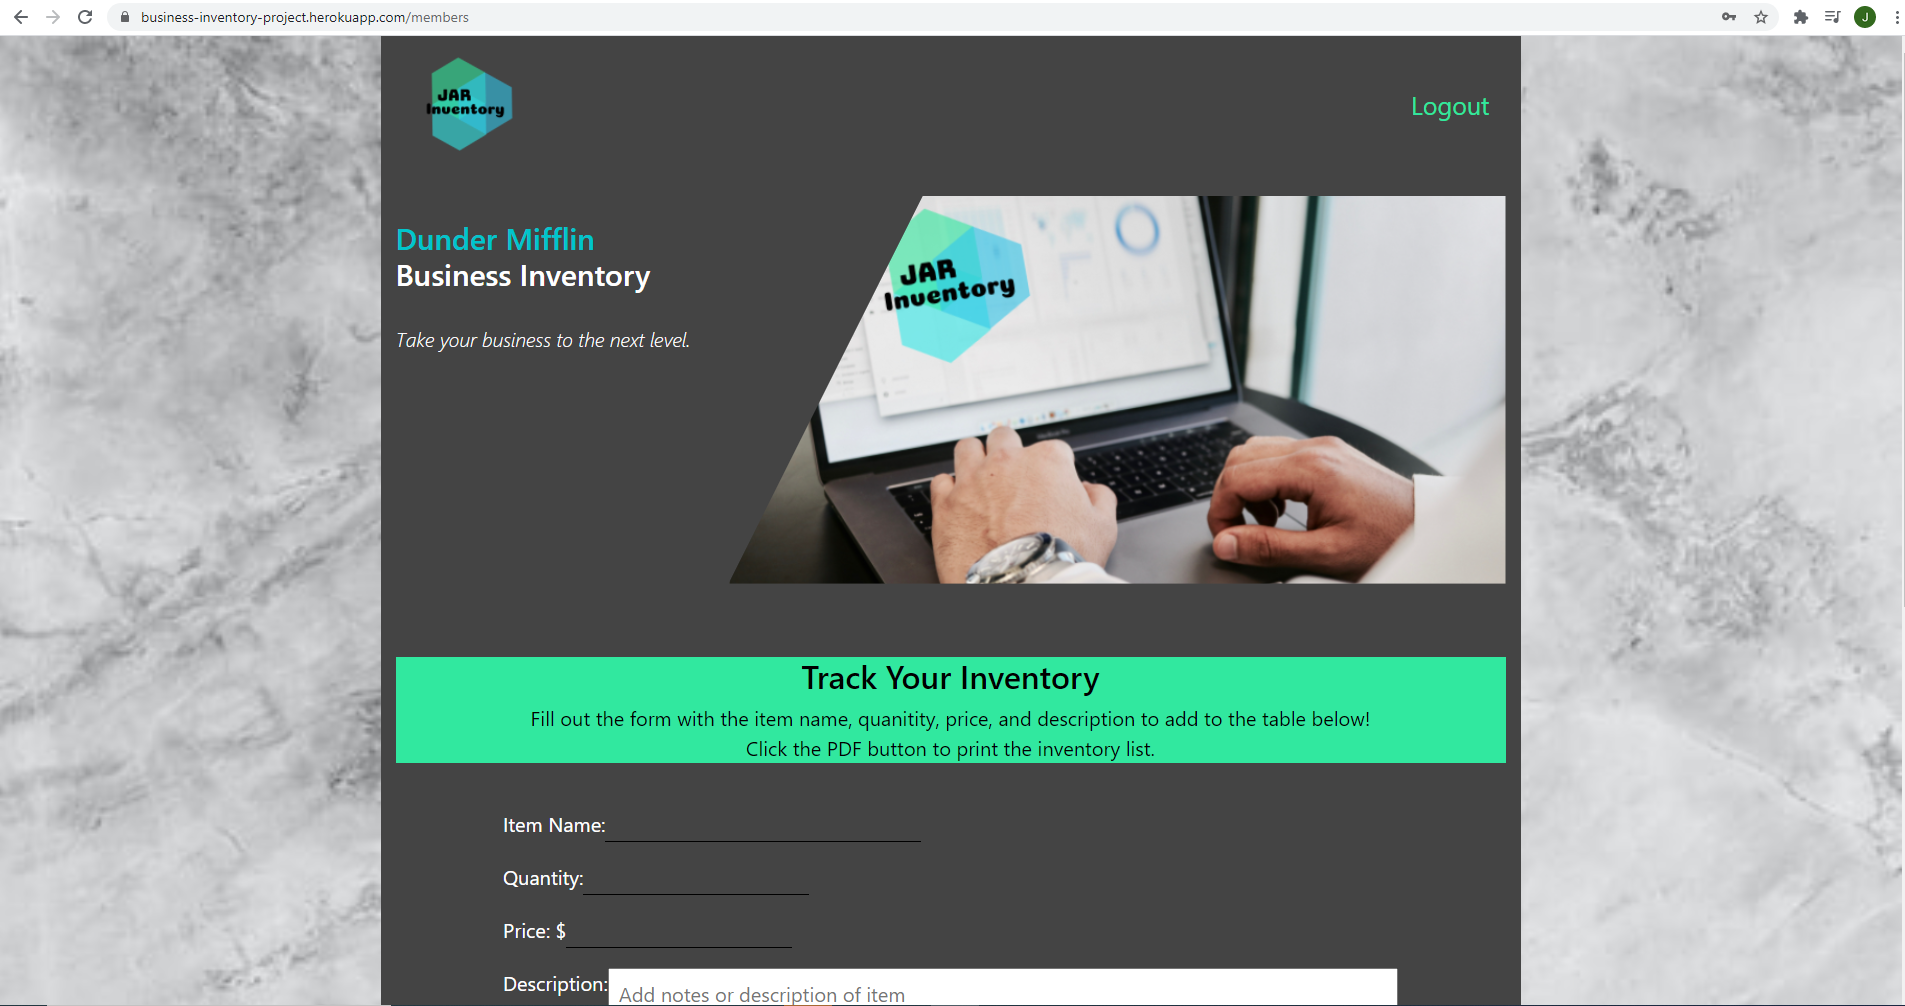 business-inventory-project.herokuapp.com/members
J
JAR
Inventory
Logout
Dunder Mifflin
Business Inventory
Take your business to the next level.
JAR
Inventory
Track Your Inventory
Fill out the form with the item name, quanitity, price, and description to add to the table below!
Click the PDF button to print the inventory list.
Item Name:
Quantity:
Price: $
Description:
Add notes or description of item